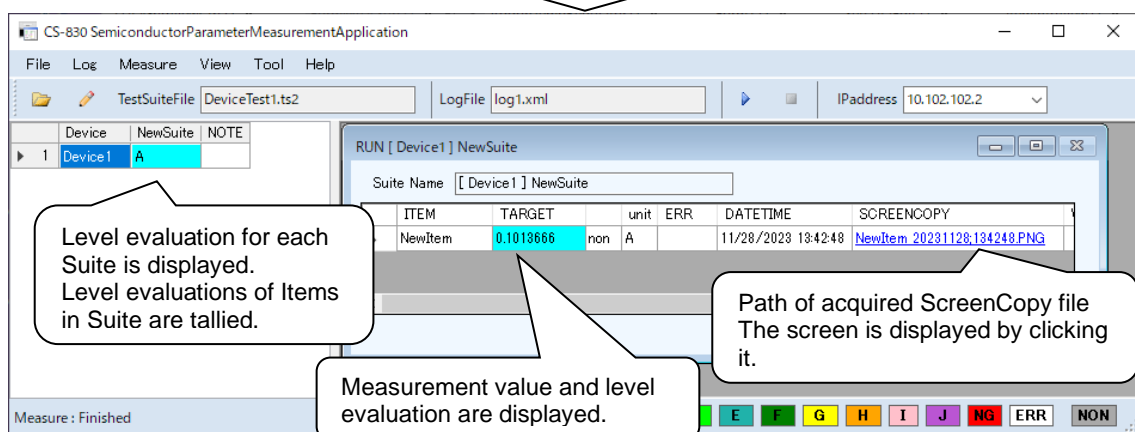 CS-830 SemiconductorParameterMeasurementApplication
File Log Measure View Tool Help
TestSuiteFile DeviceTest1.ts2 LogFile log1.xml IPaddress 10.102.102.2
Device NewSuite NOTE
1 Device1 A
RUN [ Device1 ] NewSuite
Suite Name [ Device1 ] NewSuite
ITEM TARGET unit ERR DATETIME SCREENCOPY
NewItem 0.1013666 non A 11/28/2023 13:42:48 NewItem 20231128;134248.PNG
Level evaluation for each
Suite is displayed.
Level evaluations of Items
in Suite are tallied.
Path of acquired ScreenCopy file
The screen is displayed by clicking
it.
Measurement value and level
evaluation are displayed.
Measure : Finished
E F G H I J NG ERR NON